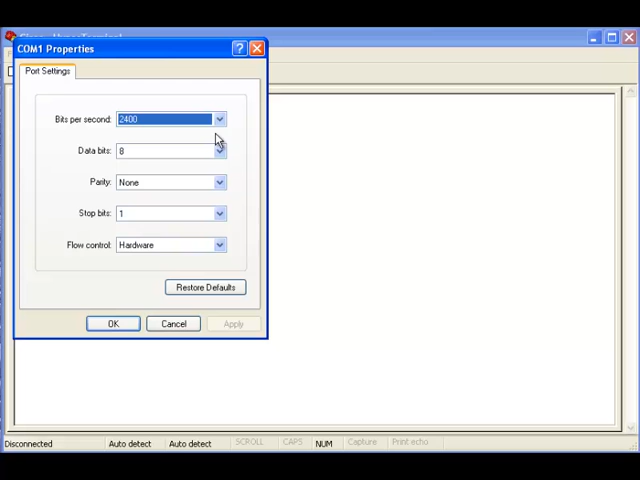 COM1 Properties
Port Settings
Bits per second: 2400
Data bits: 8
Parity: None
Stop bits: 1
Flow control: Hardware
Restore Defaults
OK Cancel Apply
Disconnected Auto detect Auto detect SCROLL CAPS NUM Capture Print echo